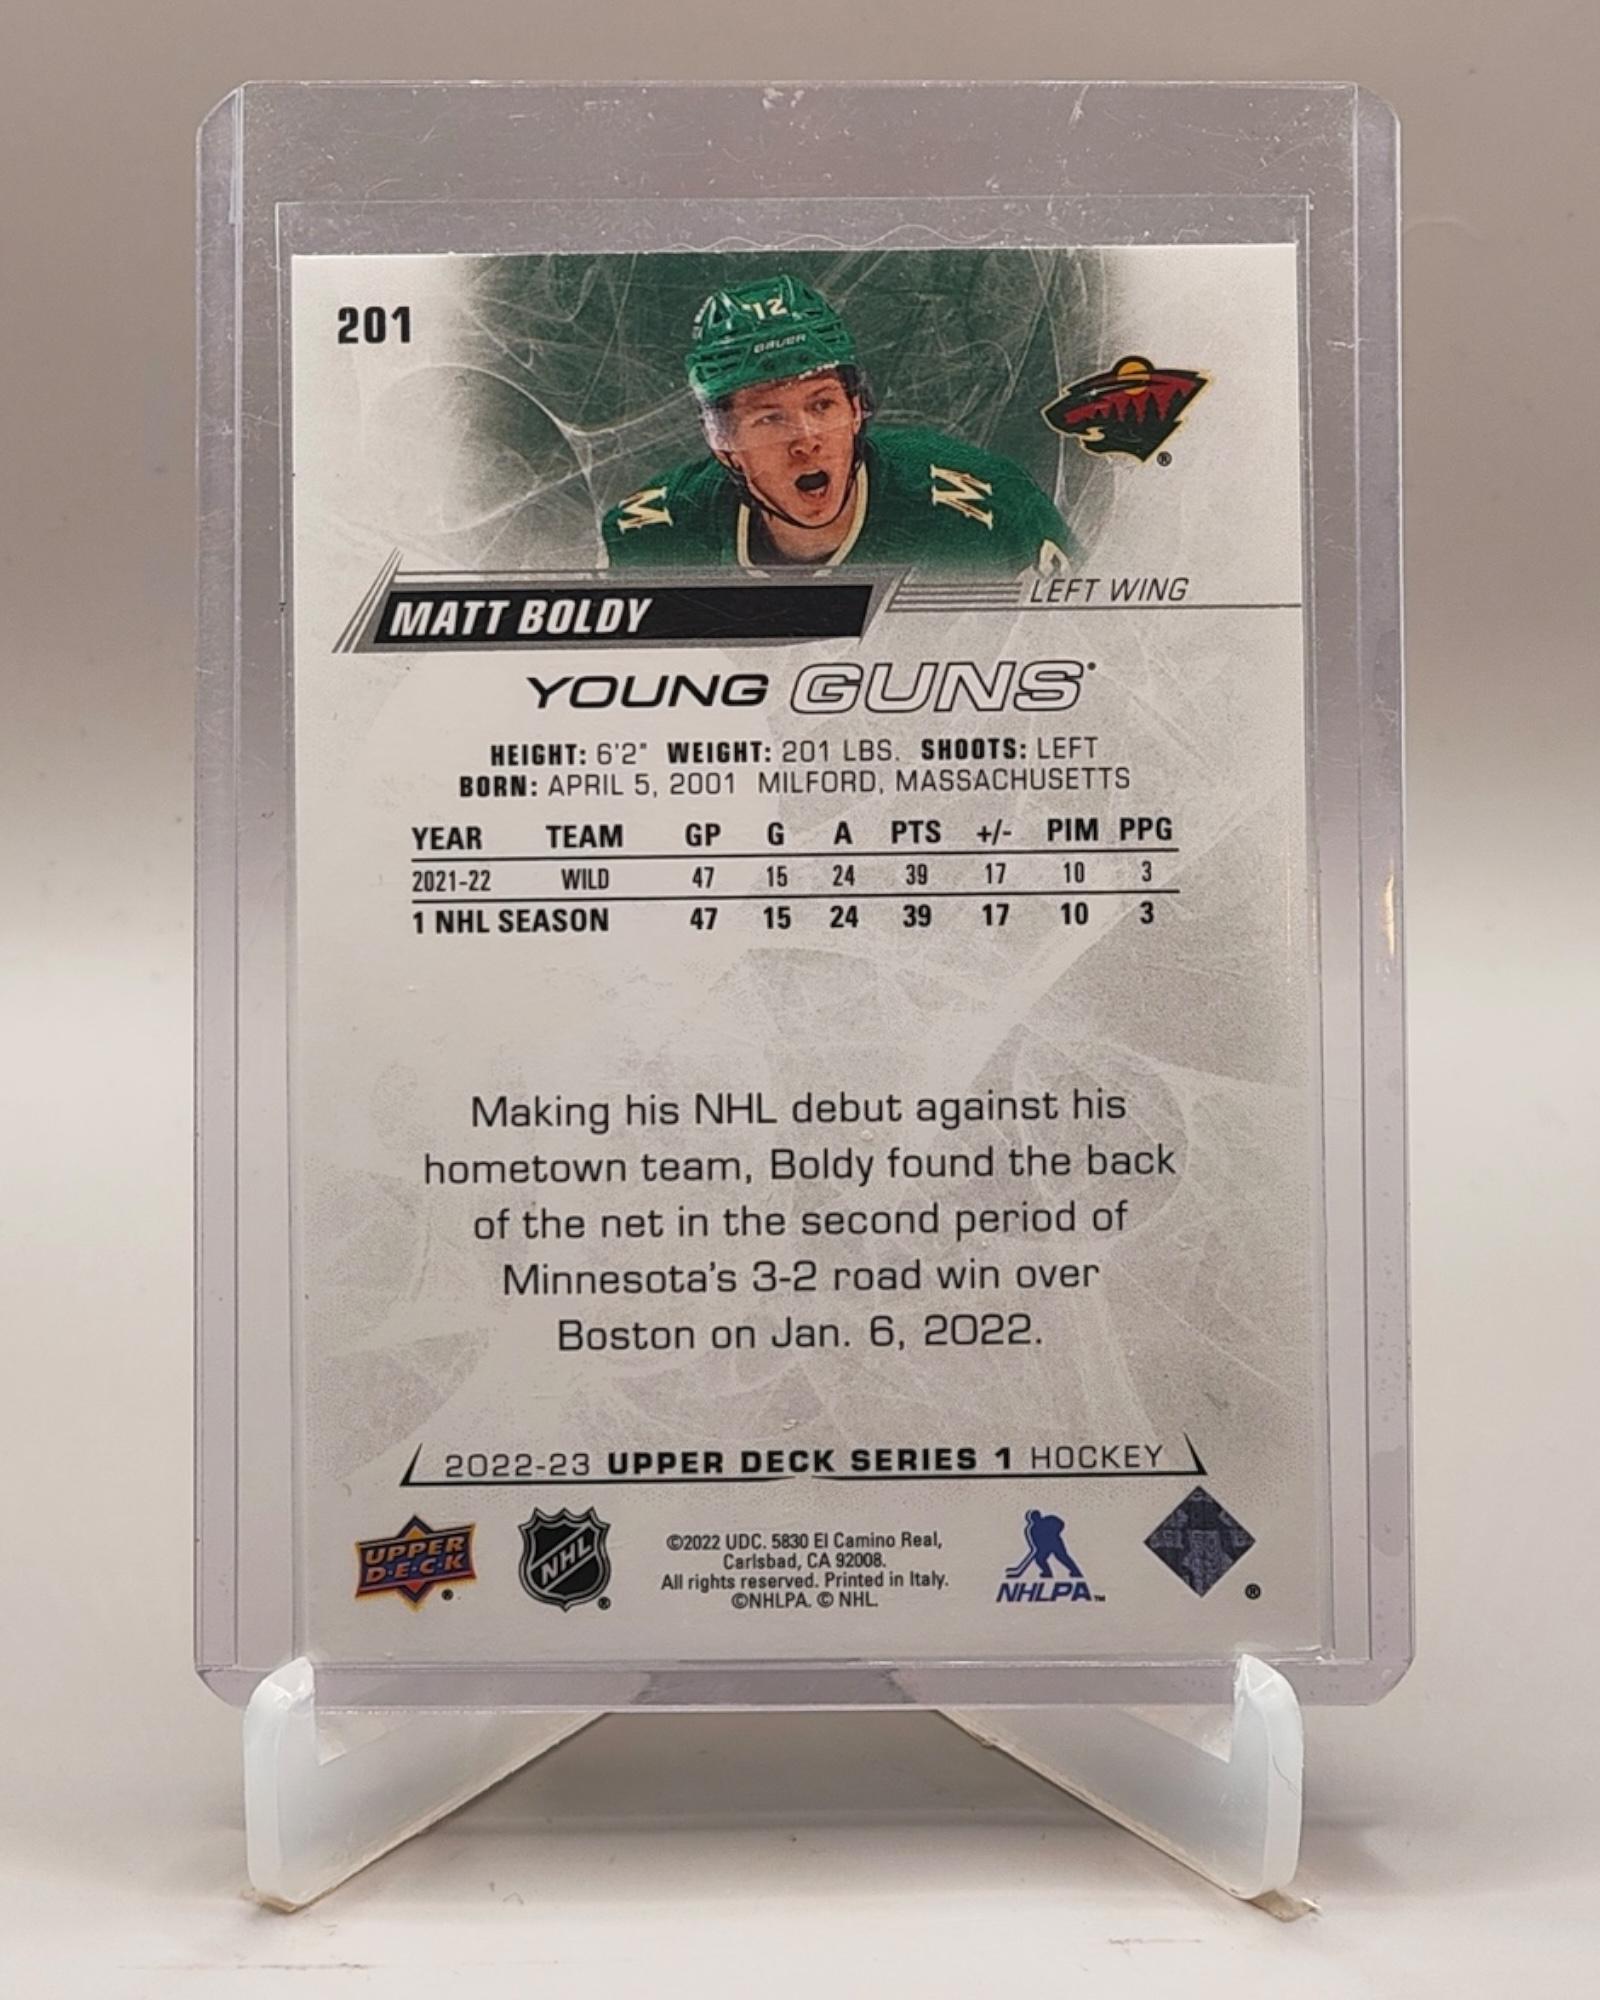 201
12
BAUER
M
M
®
MATT BOLDY
LEFT WING
YOUNG GUNS
HEIGHT: 6'2" WEIGHT: 201 LBS. SHOOTS: LEFT
BORN: APRIL 5, 2001 MILFORD, MASSACHUSETTS
YEAR TEAM GP G A PTS +/- PIM PPG
2021-22 WILD 47 15 24 39 17 10 3
1 NHL SEASON 47 15 24 39 17 10 3
Making his NHL debut against his
hometown team, Boldy found the back
of the net in the second period of
Minnesota's 3-2 road win over
Boston on Jan. 6, 2022.
2022-23 UPPER DECK SERIES 1 HOCKEY
UPPER
D·E·C·K ®
NHL ®
©2022 UDC. 5830 El Camino Real,
Carlsbad, CA 92008.
All rights reserved. Printed in Italy.
©NHLPA. © NHL.
NHLPA™
®